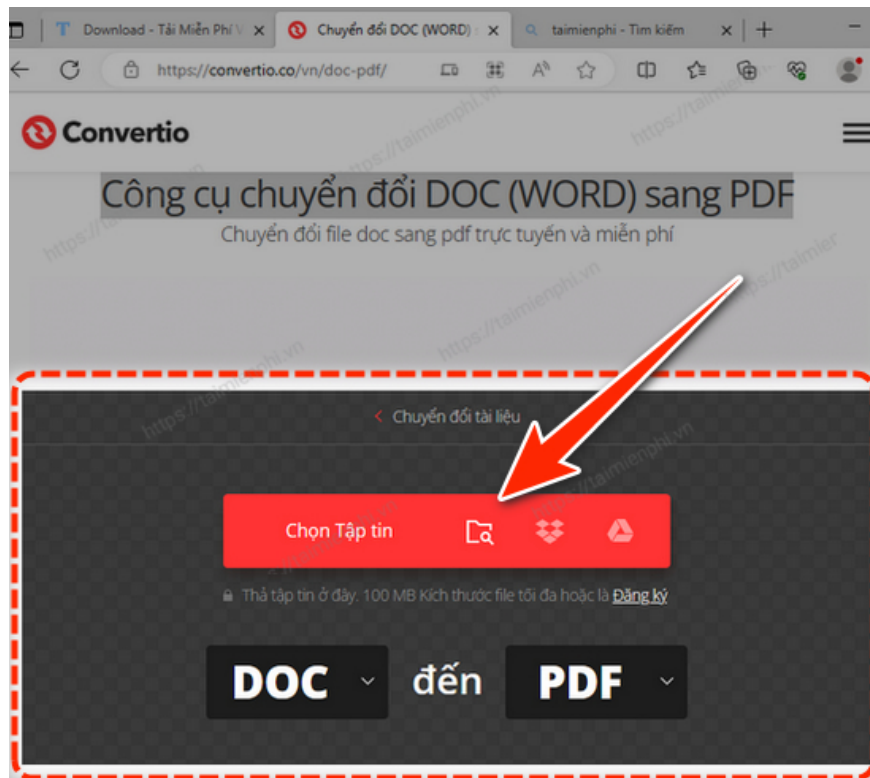 Download - Tải Miễn Phí V
Chuyển đổi DOC (WORD) s
taimienphi - Tìm kiếm
https://convertio.co/vn/doc-pdf/
Convertio
Công cụ chuyển đổi DOC (WORD) sang PDF
Chuyển đổi file doc sang pdf trực tuyến và miễn phí
Chuyển đổi tài liệu
Chọn Tập tin
Thả tập tin ở đây. 100 MB Kích thước file tối đa hoặc là Đăng ký
DOC đến PDF
https://taimienphi.vn